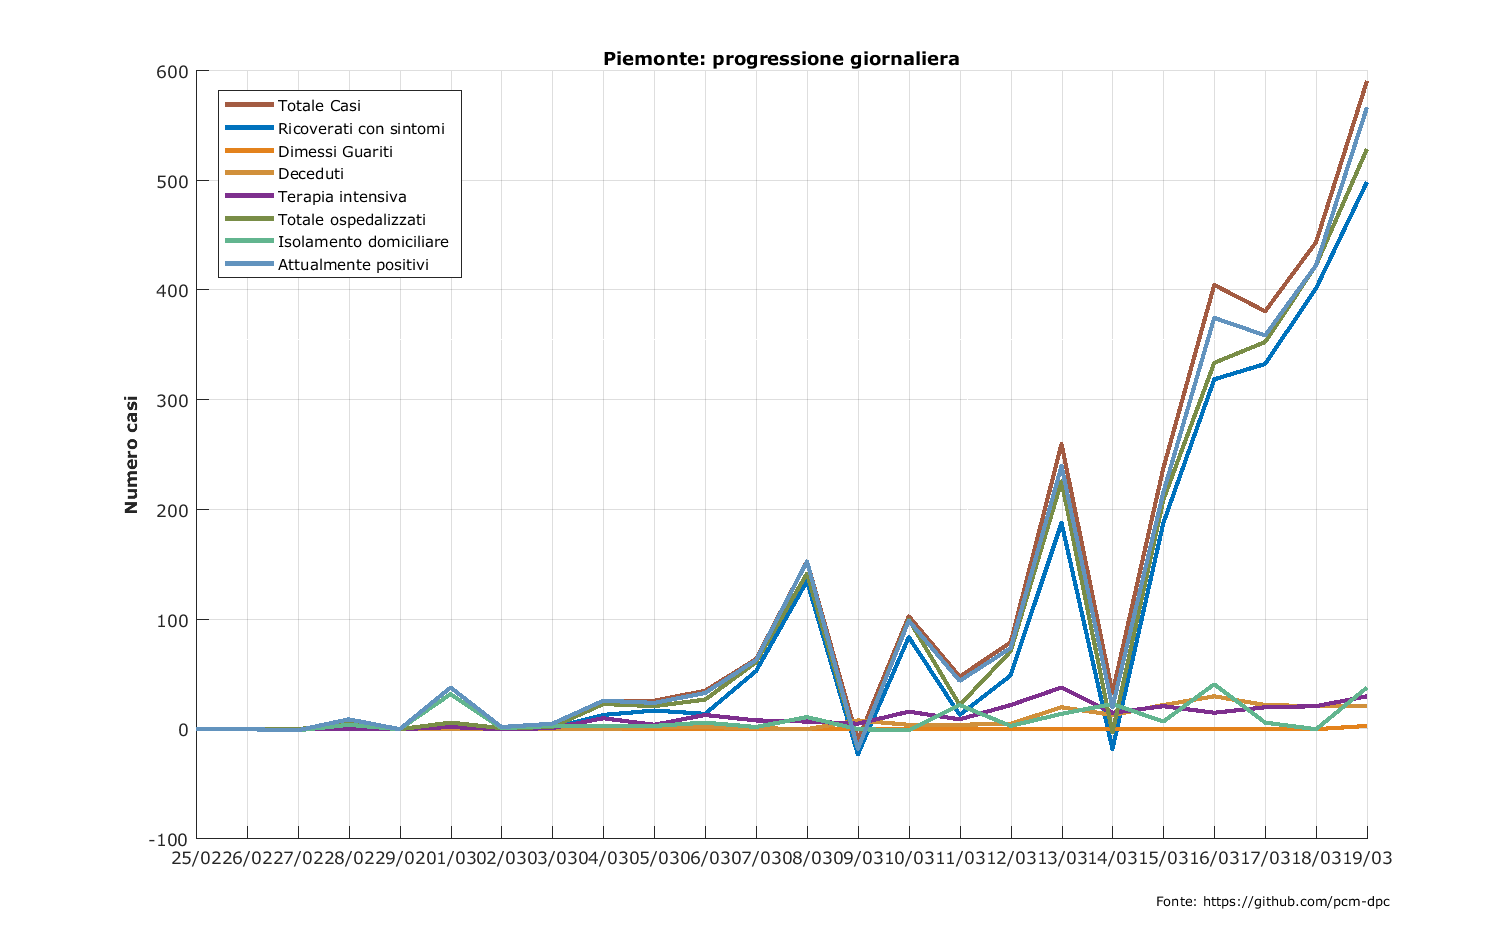 Piemonte: progressione giornaliera
600
Totale Casi
Ricoverati con sintomi
Dimessi Guariti
Deceduti
Terapia intensiva
Totale ospedalizzati
Isolamento domiciliare
Attualmente positivi
500
400
300
200
100
0
-100
Numero casi
25/02 26/02 27/02 28/02 29/02 01/03 02/03 03/03 04/03 05/03 06/03 07/03 08/03 09/03 10/03 11/03 12/03 13/03 14/03 15/03 16/03 17/03 18/03 19/03
Fonte: https://github.com/pcm-dpc